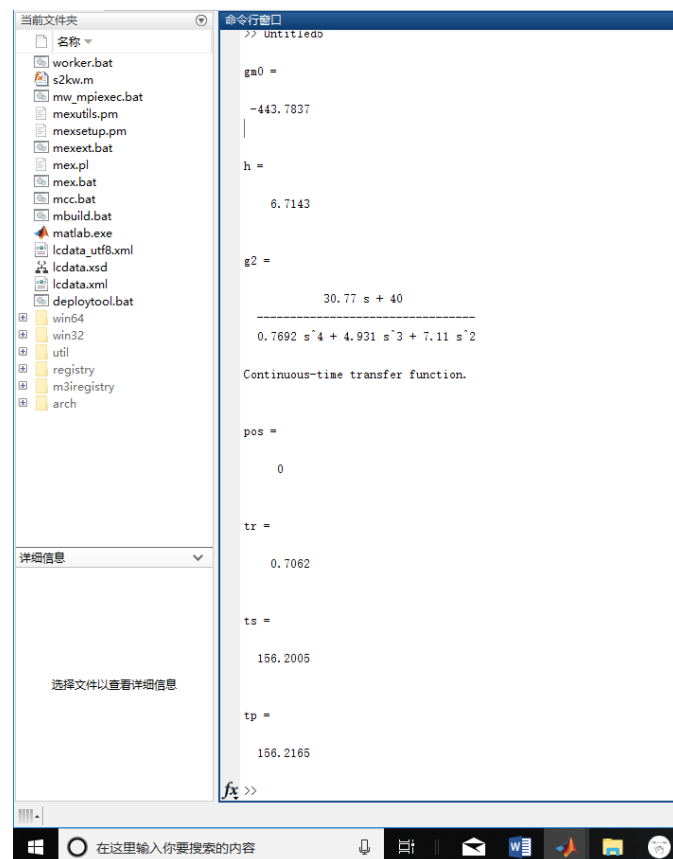 当前文件夹
名称
worker.bat
s2kw.m
mw_mpiexec.bat
mexutils.pm
mexsetup.pm
mexext.bat
mex.pl
mex.bat
mcc.bat
mbuild.bat
matlab.exe
lcdata_utf8.xml
lcdata.xsd
lcdata.xml
deploytool.bat
win64
win32
util
registry
m3iregistry
arch
详细信息
选择文件以查看详细信息
命令行窗口
>> Untitled5
gm0 =
-443.7837
h =
6.7143
g2 =
30.77 s + 40
---------------------------------
0.7692 s^4 + 4.931 s^3 + 7.11 s^2
Continuous-time transfer function.
pos =
0
tr =
0.7062
ts =
156.2005
tp =
156.2165
fx >>
在这里输入你要搜索的内容